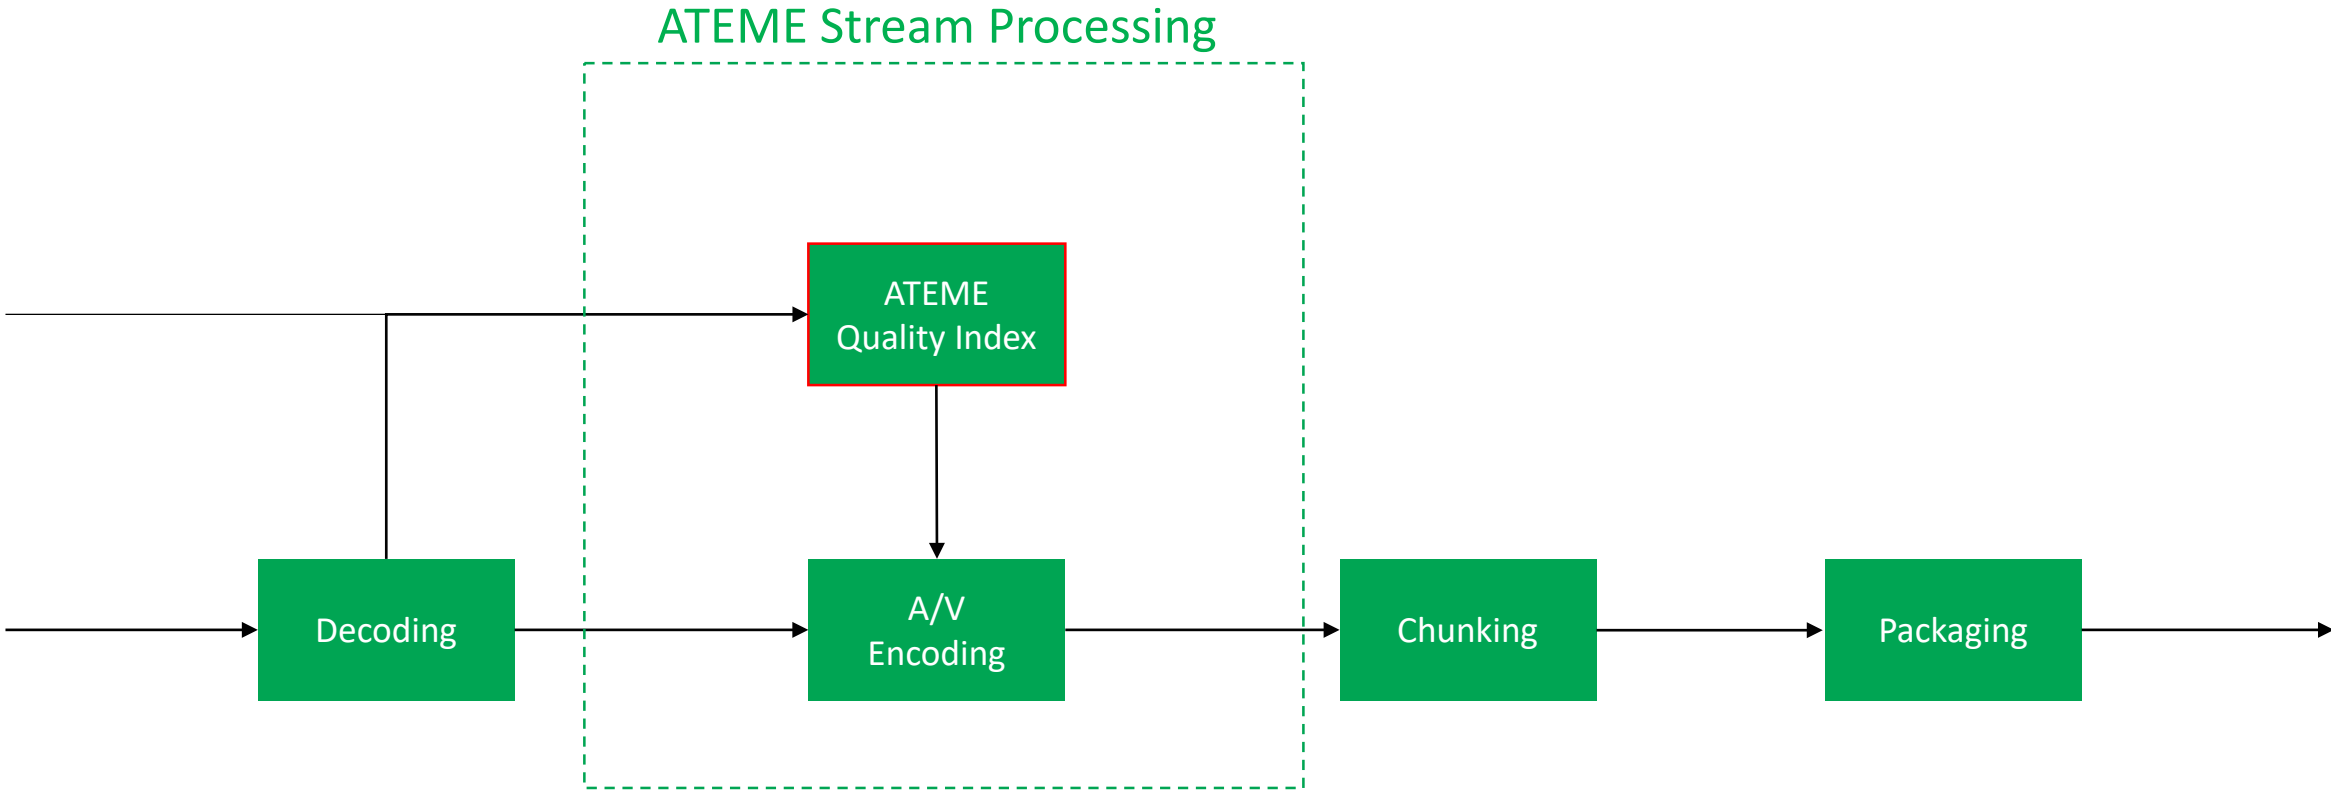 ATEME Stream Processing
ATEME
Quality Index
Decoding
A/V
Encoding
Chunking
Packaging